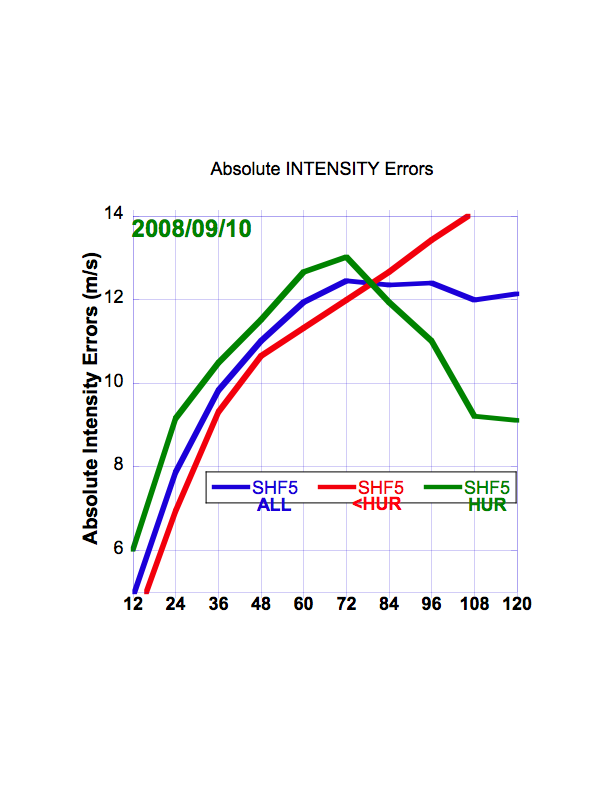 Absolute INTENSITY Errors
14
2008/09/10
12
10
8
6
Absolute Intensity Errors (m/s)
SHF5 SHF5 SHF5
ALL <HUR HUR
12 24 36 48 60 72 84 96 108 120